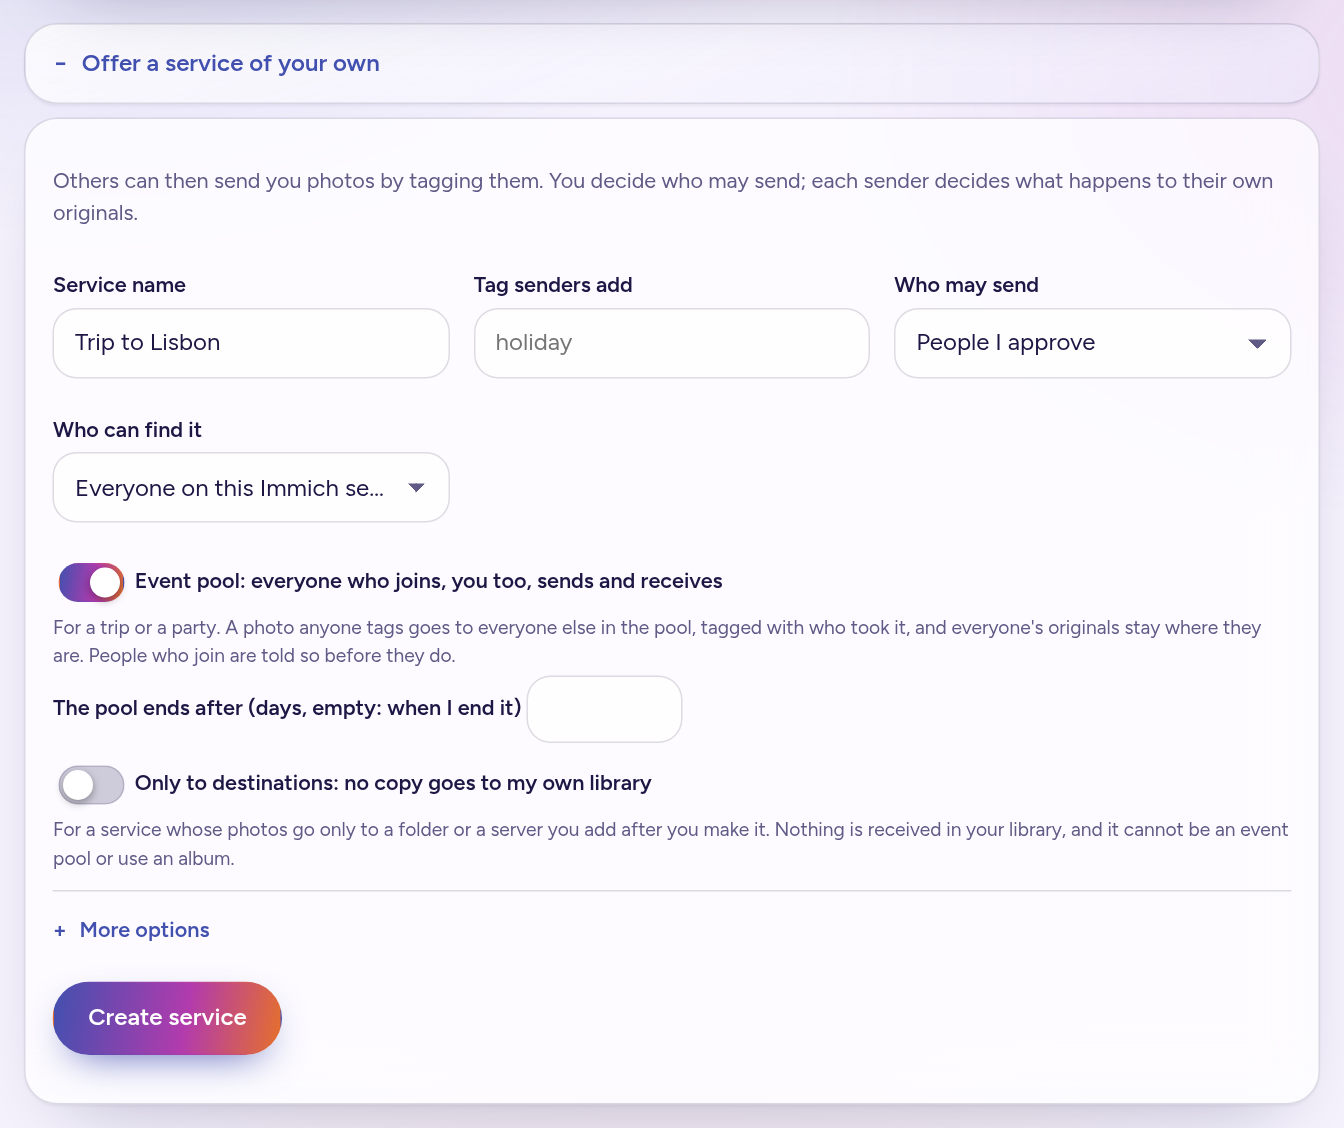 − Offer a service of your own
Others can then send you photos by tagging them. You decide who may send; each sender decides what happens to their own
originals.
Service name
Tag senders add
Who may send
Trip to Lisbon
holiday
People I approve
Who can find it
Everyone on this Immich se...
Event pool: everyone who joins, you too, sends and receives
For a trip or a party. A photo anyone tags goes to everyone else in the pool, tagged with who took it, and everyone's originals stay where they
are. People who join are told so before they do.
The pool ends after (days, empty: when I end it)
Only to destinations: no copy goes to my own library
For a service whose photos go only to a folder or a server you add after you make it. Nothing is received in your library, and it cannot be an event
pool or use an album.
+ More options
Create service